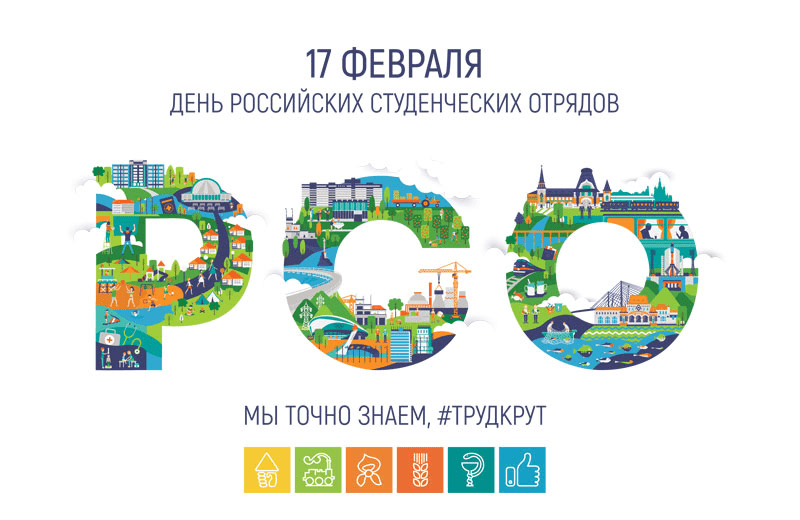 17 ФЕВРАЛЯ
ДЕНЬ РОССИЙСКИХ СТУДЕНЧЕСКИХ ОТРЯДОВ
РСО
МЫ ТОЧНО ЗНАЕМ, #ТРУДКРУТ